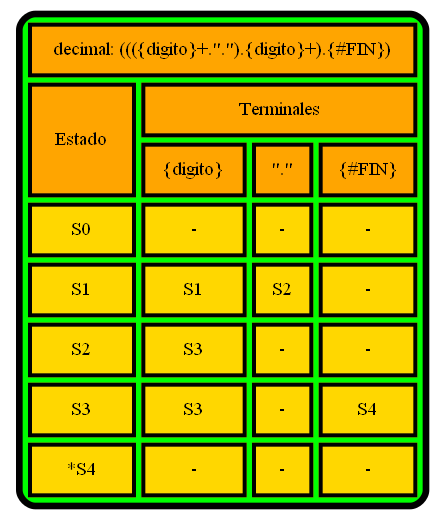 decimal: ((({digito}+.".").{digito}+).{#FIN})
Estado Terminales
{digito} "." {#FIN}
S0 - - -
S1 S1 S2 -
S2 S3 - -
S3 S3 - S4
*S4 - - -